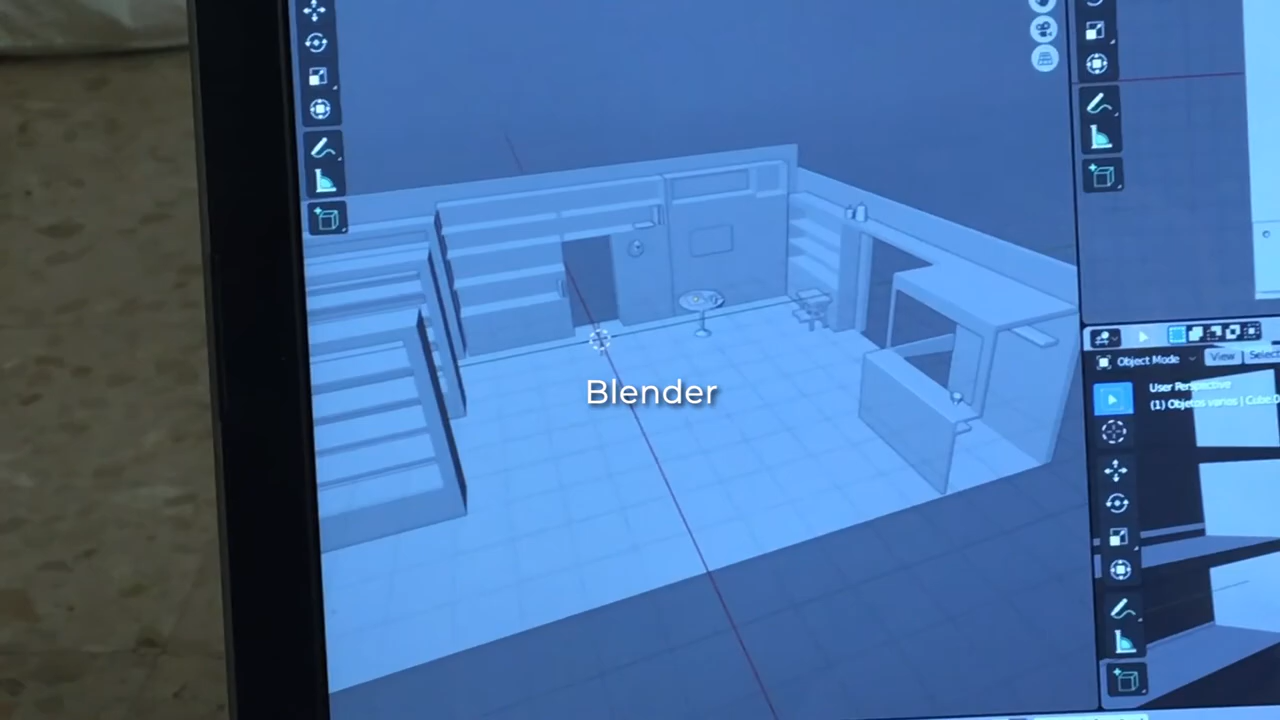 Blender
Object Mode
View
Select
User Perspective
(1) Objetos varios | Cube.0